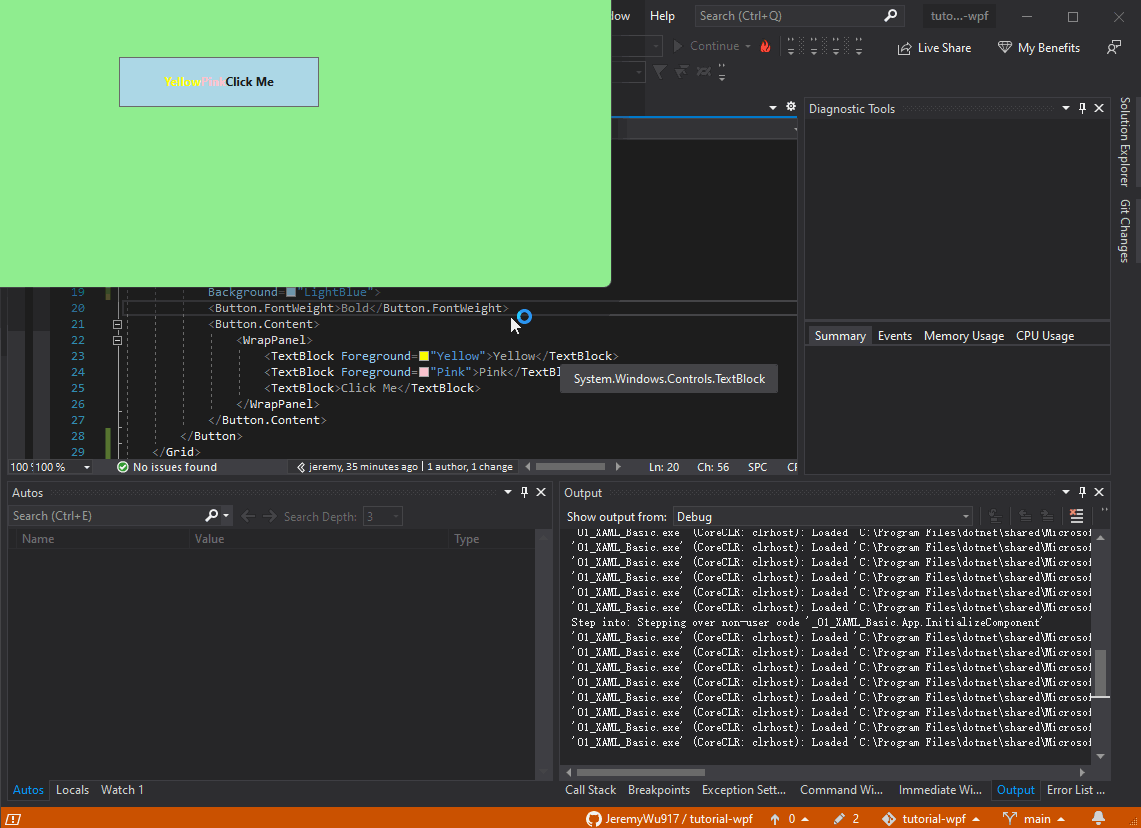 low Help Search (Ctrl+Q) tuto...-wpf
Continue Live Share My Benefits
YellowPinkClick Me
Diagnostic Tools
Solution Explorer
Git Changes
19 Background="LightBlue">
20 <Button.FontWeight>Bold</Button.FontWeight>
21 <Button.Content>
22 <WrapPanel>
23 <TextBlock Foreground="Yellow">Yellow</TextBlock>
24 <TextBlock Foreground="Pink">Pink</TextBl
25 <TextBlock>Click Me</TextBlock>
26 </WrapPanel>
27 </Button.Content>
28 </Button>
29 </Grid>
System.Windows.Controls.TextBlock
Summary Events Memory Usage CPU Usage
100 % 100 % No issues found jeremy, 35 minutes ago | 1 author, 1 change Ln: 20 Ch: 56 SPC CR
Autos
Search (Ctrl+E) Search Depth: 3
Name Value Type
Autos Locals Watch 1
Output
Show output from: Debug
'01_XAML_Basic.exe' (CoreCLR: clrhost): Loaded 'C:\Program Files\dotnet\shared\Microsof
'01_XAML_Basic.exe' (CoreCLR: clrhost): Loaded 'C:\Program Files\dotnet\shared\Microsof
'01_XAML_Basic.exe' (CoreCLR: clrhost): Loaded 'C:\Program Files\dotnet\shared\Microsof
'01_XAML_Basic.exe' (CoreCLR: clrhost): Loaded 'C:\Program Files\dotnet\shared\Microsof
'01_XAML_Basic.exe' (CoreCLR: clrhost): Loaded 'C:\Program Files\dotnet\shared\Microsof
'01_XAML_Basic.exe' (CoreCLR: clrhost): Loaded 'C:\Program Files\dotnet\shared\Microsof
Step into: Stepping over non-user code '_01_XAML_Basic.App.InitializeComponent'
'01_XAML_Basic.exe' (CoreCLR: clrhost): Loaded 'C:\Program Files\dotnet\shared\Microsof
'01_XAML_Basic.exe' (CoreCLR: clrhost): Loaded 'C:\Program Files\dotnet\shared\Microsof
'01_XAML_Basic.exe' (CoreCLR: clrhost): Loaded 'C:\Program Files\dotnet\shared\Microsof
'01_XAML_Basic.exe' (CoreCLR: clrhost): Loaded 'C:\Program Files\dotnet\shared\Microsof
'01_XAML_Basic.exe' (CoreCLR: clrhost): Loaded 'C:\Program Files\dotnet\shared\Microsof
'01_XAML_Basic.exe' (CoreCLR: clrhost): Loaded 'C:\Program Files\dotnet\shared\Microsof
'01_XAML_Basic.exe' (CoreCLR: clrhost): Loaded 'C:\Program Files\dotnet\shared\Microsof
'01_XAML_Basic.exe' (CoreCLR: clrhost): Loaded 'C:\Program Files\dotnet\shared\Microsof
Call Stack Breakpoints Exception Sett... Command Wi... Immediate Wi... Output Error List ...
JeremyWu917 / tutorial-wpf 0 2 tutorial-wpf main